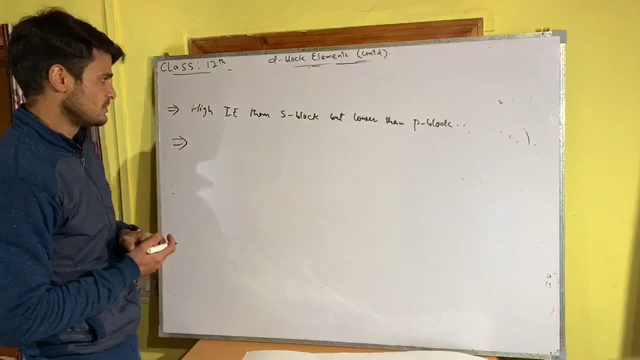 CLASS: 12th
d-block Elements (contd)
⇒ High IE than s-block but lower than p-block..
⇒